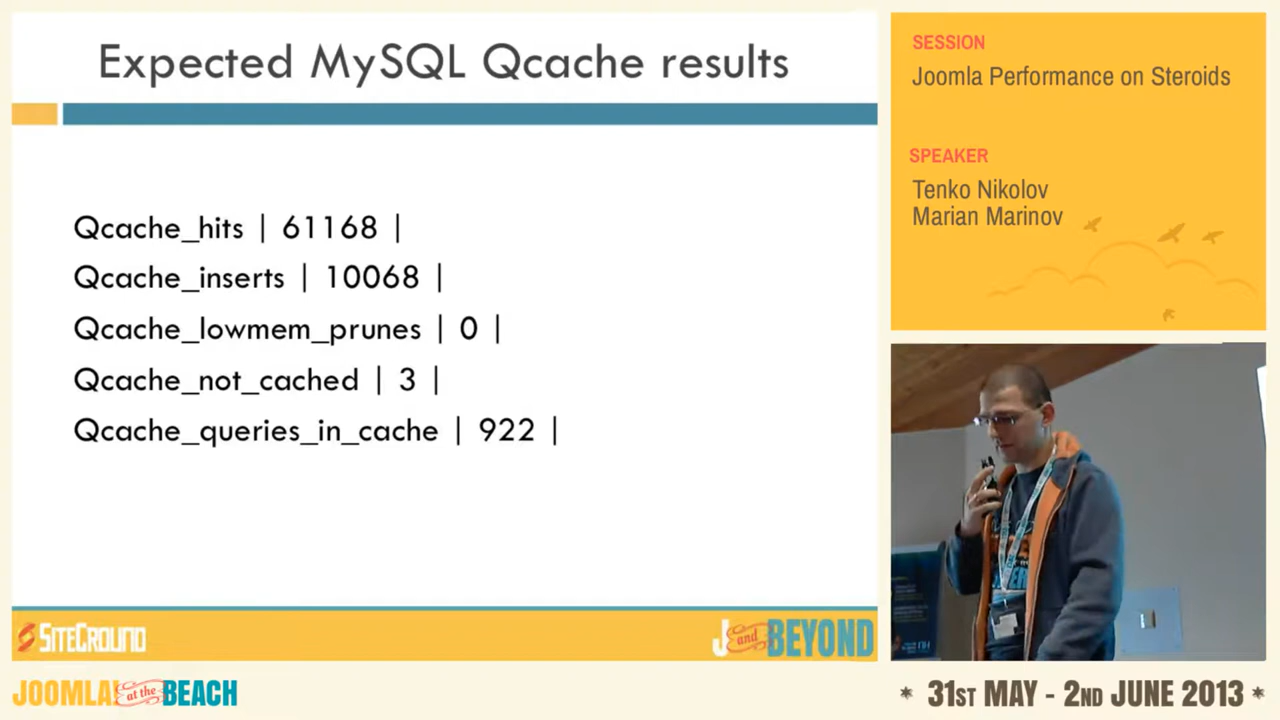 Expected MySQL Qcache results
Qcache_hits | 61168 |
Qcache_inserts | 10068 |
Qcache_lowmem_prunes | 0 |
Qcache_not_cached | 3 |
Qcache_queries_in_cache | 922 |
SITEGROUND
J and BEYOND
JOOMLA! at the BEACH
SESSION
Joomla Performance on Steroids
SPEAKER
Tenko Nikolov
Marian Marinov
* 31ST MAY - 2ND JUNE 2013 *